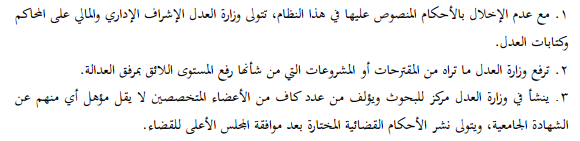 ١. مع عدم الإخلال بالأحكام المنصوص عليها في هذا النظام، تتولى وزارة العدل الإشراف الإداري والمالي على المحاكم
وكتابات العدل.
٢. ترفع وزارة العدل ما تراه من المقترحات أو المشروعات التي من شأنها رفع المستوى اللائق بمرفق العدالة.
٣. ينشأ في وزارة العدل مركز للبحوث ويؤلف من عدد كاف من الأعضاء المتخصصين لا يقل مؤهل أي منهم عن
الشهادة الجامعية، ويتولى نشر الأحكام القضائية المختارة بعد موافقة المجلس الأعلى للقضاء.